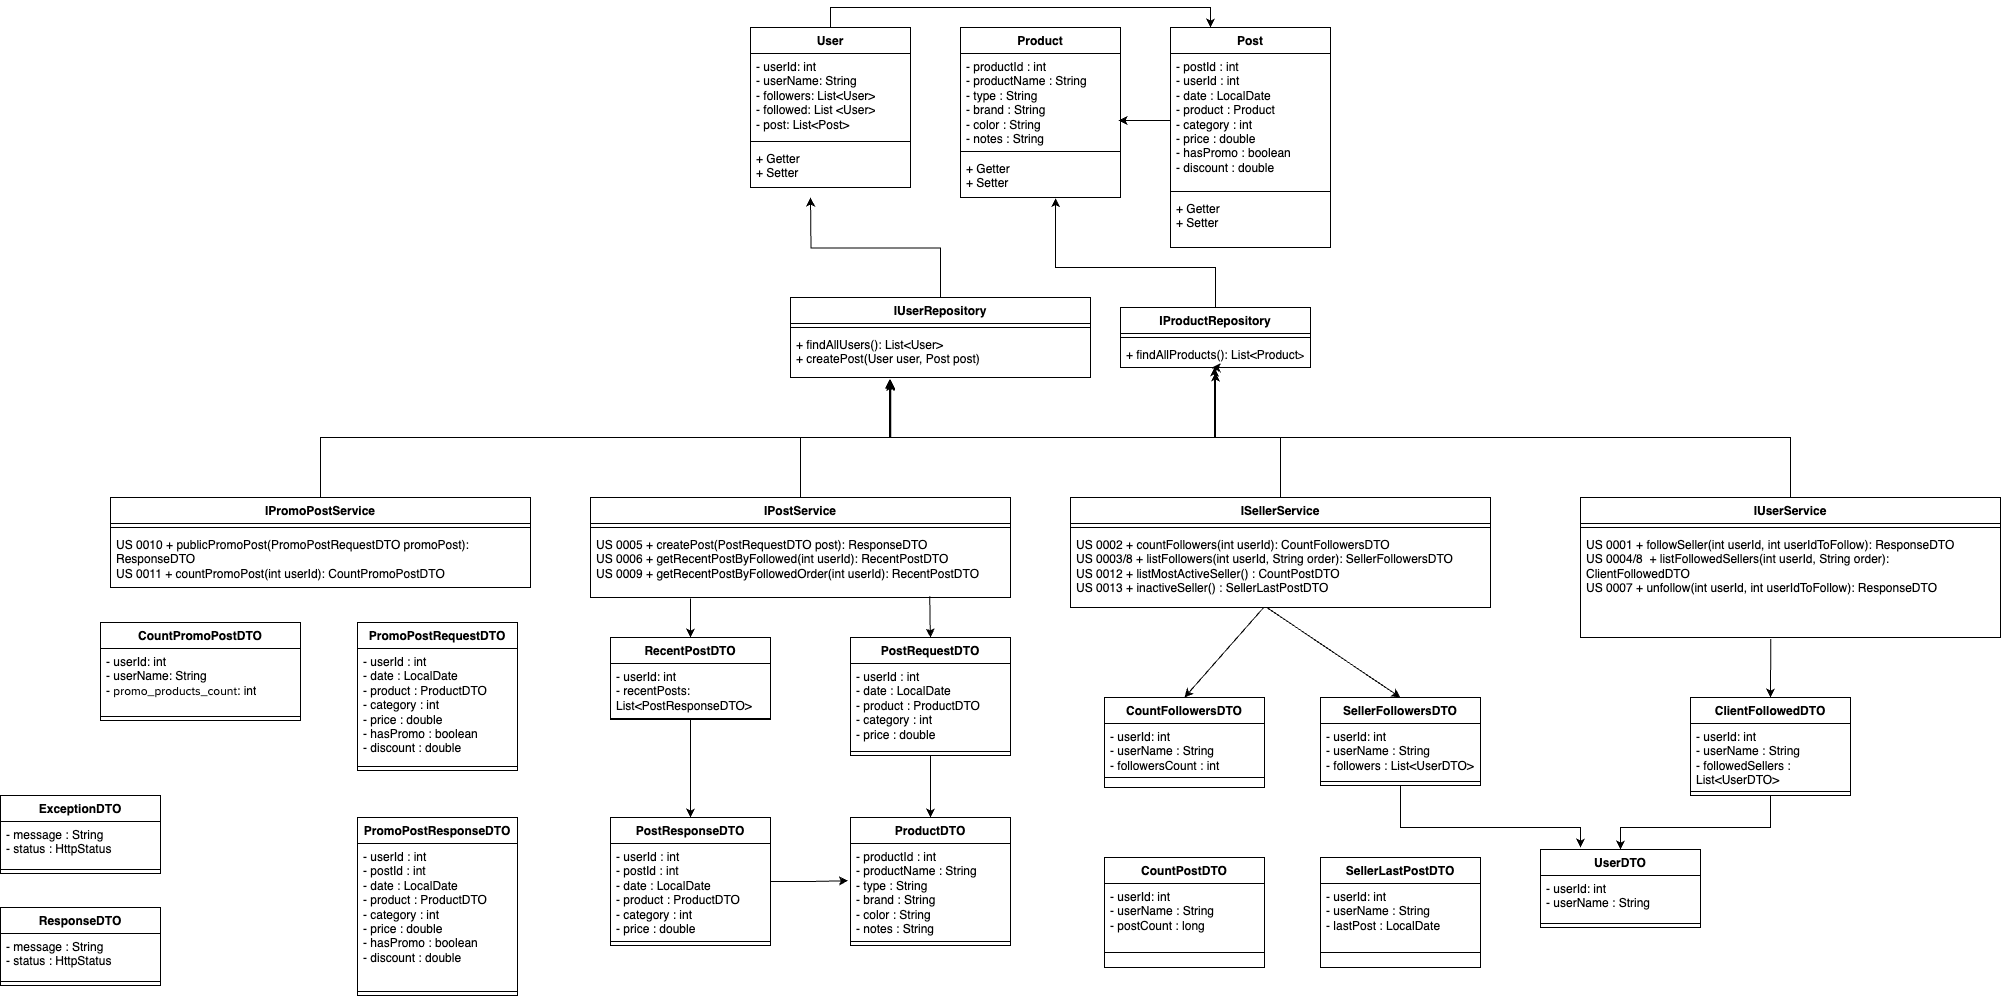 User
- userId: int
- userName: String
- followers: List<User>
- followed: List <User>
- post: List<Post>
+ Getter
+ Setter
Product
- productId : int
- productName : String
- type : String
- brand : String
- color : String
- notes : String
+ Getter
+ Setter
Post
- postId : int
- userId : int
- date : LocalDate
- product : Product
- category : int
- price : double
- hasPromo : boolean
- discount : double
+ Getter
+ Setter
IUserRepository
+ findAllUsers(): List<User>
+ createPost(User user, Post post)
IProductRepository
+ findAllProducts(): List<Product>
IPromoPostService
US 0010 + publicPromoPost(PromoPostRequestDTO promoPost):
ResponseDTO
US 0011 + countPromoPost(int userId): CountPromoPostDTO
IPostService
US 0005 + createPost(PostRequestDTO post): ResponseDTO
US 0006 + getRecentPostByFollowed(int userId): RecentPostDTO
US 0009 + getRecentPostByFollowedOrder(int userId): RecentPostDTO
ISellerService
US 0002 + countFollowers(int userId): CountFollowersDTO
US 0003/8 + listFollowers(int userId, String order): SellerFollowersDTO
US 0012 + listMostActiveSeller() : CountPostDTO
US 0013 + inactiveSeller() : SellerLastPostDTO
IUserService
US 0001 + followSeller(int userId, int userIdToFollow): ResponseDTO
US 0004/8  + listFollowedSellers(int userId, String order):
ClientFollowedDTO
US 0007 + unfollow(int userId, int userIdToFollow): ResponseDTO
CountPromoPostDTO
- userId: int
- userName: String
- promo_products_count: int
PromoPostRequestDTO
- userId : int
- date : LocalDate
- product : ProductDTO
- category : int
- price : double
- hasPromo : boolean
- discount : double
RecentPostDTO
- userId: int
- recentPosts:
List<PostResponseDTO>
PostRequestDTO
- userId : int
- date : LocalDate
- product : ProductDTO
- category : int
- price : double
CountFollowersDTO
- userId: int
- userName : String
- followersCount : int
SellerFollowersDTO
- userId: int
- userName : String
- followers : List<UserDTO>
ClientFollowedDTO
- userId: int
- userName : String
- followedSellers :
List<UserDTO>
ExceptionDTO
- message : String
- status : HttpStatus
ResponseDTO
- message : String
- status : HttpStatus
PromoPostResponseDTO
- userId : int
- postId : int
- date : LocalDate
- product : ProductDTO
- category : int
- price : double
- hasPromo : boolean
- discount : double
PostResponseDTO
- userId : int
- postId : int
- date : LocalDate
- product : ProductDTO
- category : int
- price : double
ProductDTO
- productId : int
- productName : String
- type : String
- brand : String
- color : String
- notes : String
CountPostDTO
- userId: int
- userName : String
- postCount : long
SellerLastPostDTO
- userId: int
- userName : String
- lastPost : LocalDate
UserDTO
- userId: int
- userName : String